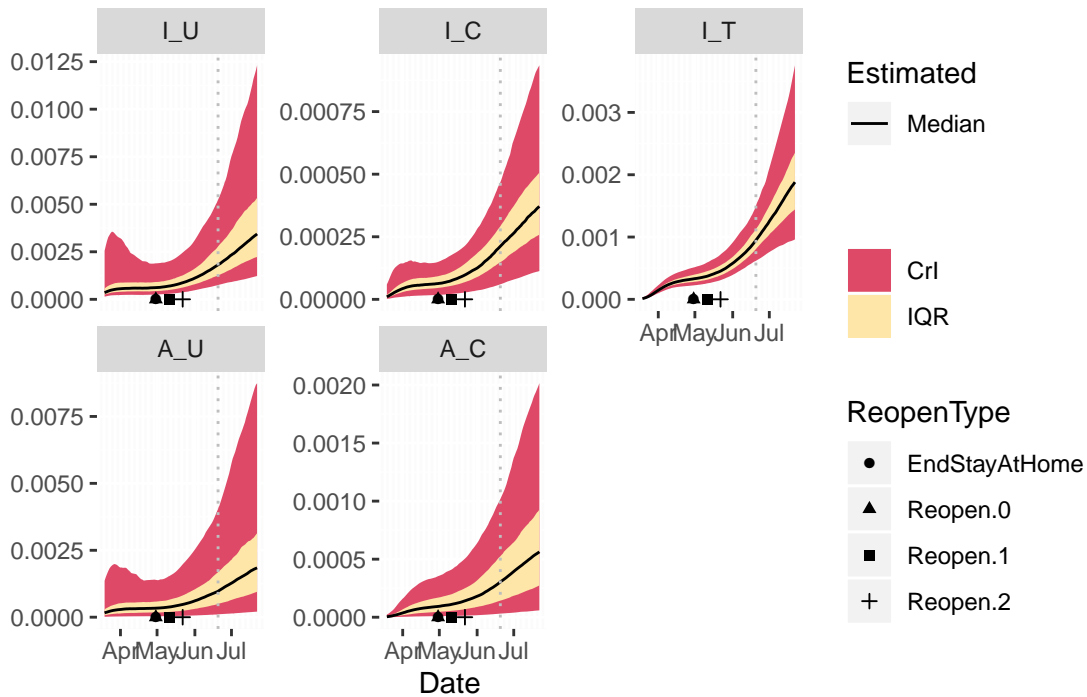 I_U
I_C
I_T
0.0125
0.0100
0.0075
0.0050
0.0025
0.0000
0.00075
0.00050
0.00025
0.00000
0.003
0.002
0.001
0.000
Apr May Jun Jul
A_U
A_C
0.0075
0.0050
0.0025
0.0000
0.0020
0.0015
0.0010
0.0005
0.0000
Apr May Jun Jul
Apr May Jun Jul
Date
Estimated
Median
CrI
IQR
ReopenType
EndStayAtHome
Reopen.0
Reopen.1
Reopen.2